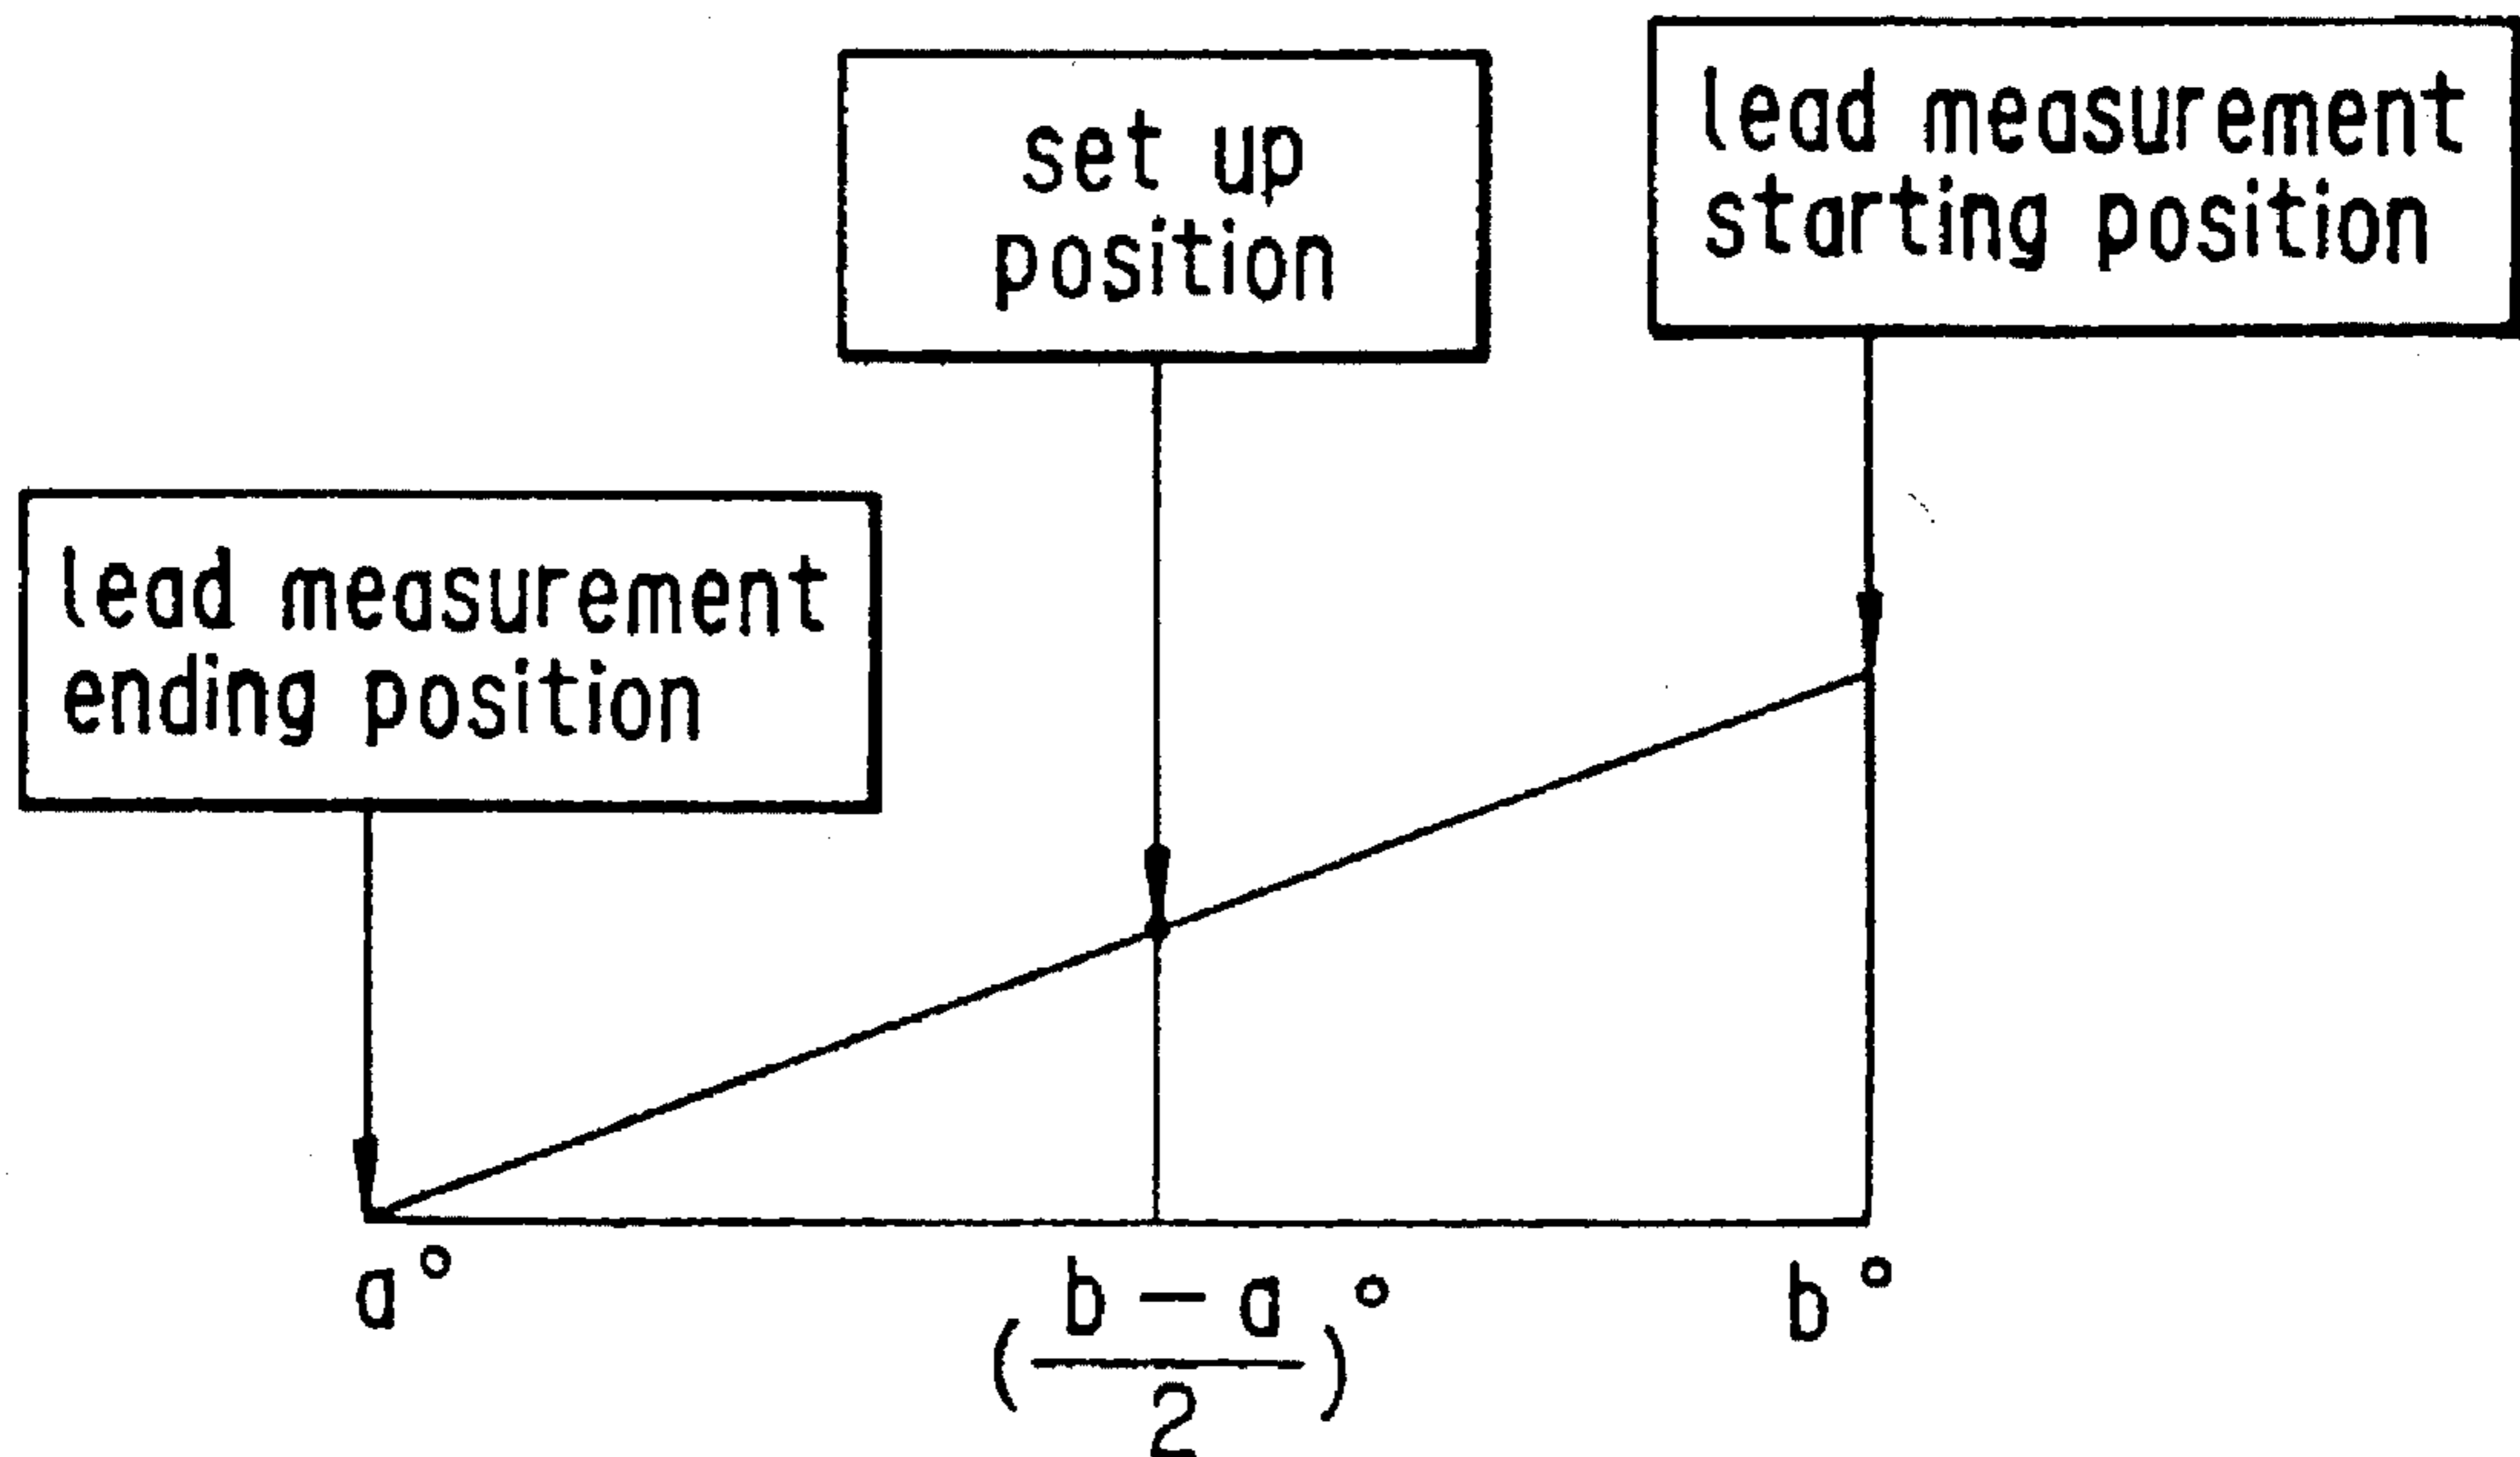 set up
position
lead measurement
starting position
lead measurement
ending position
a°
(b-a/2)°
b°